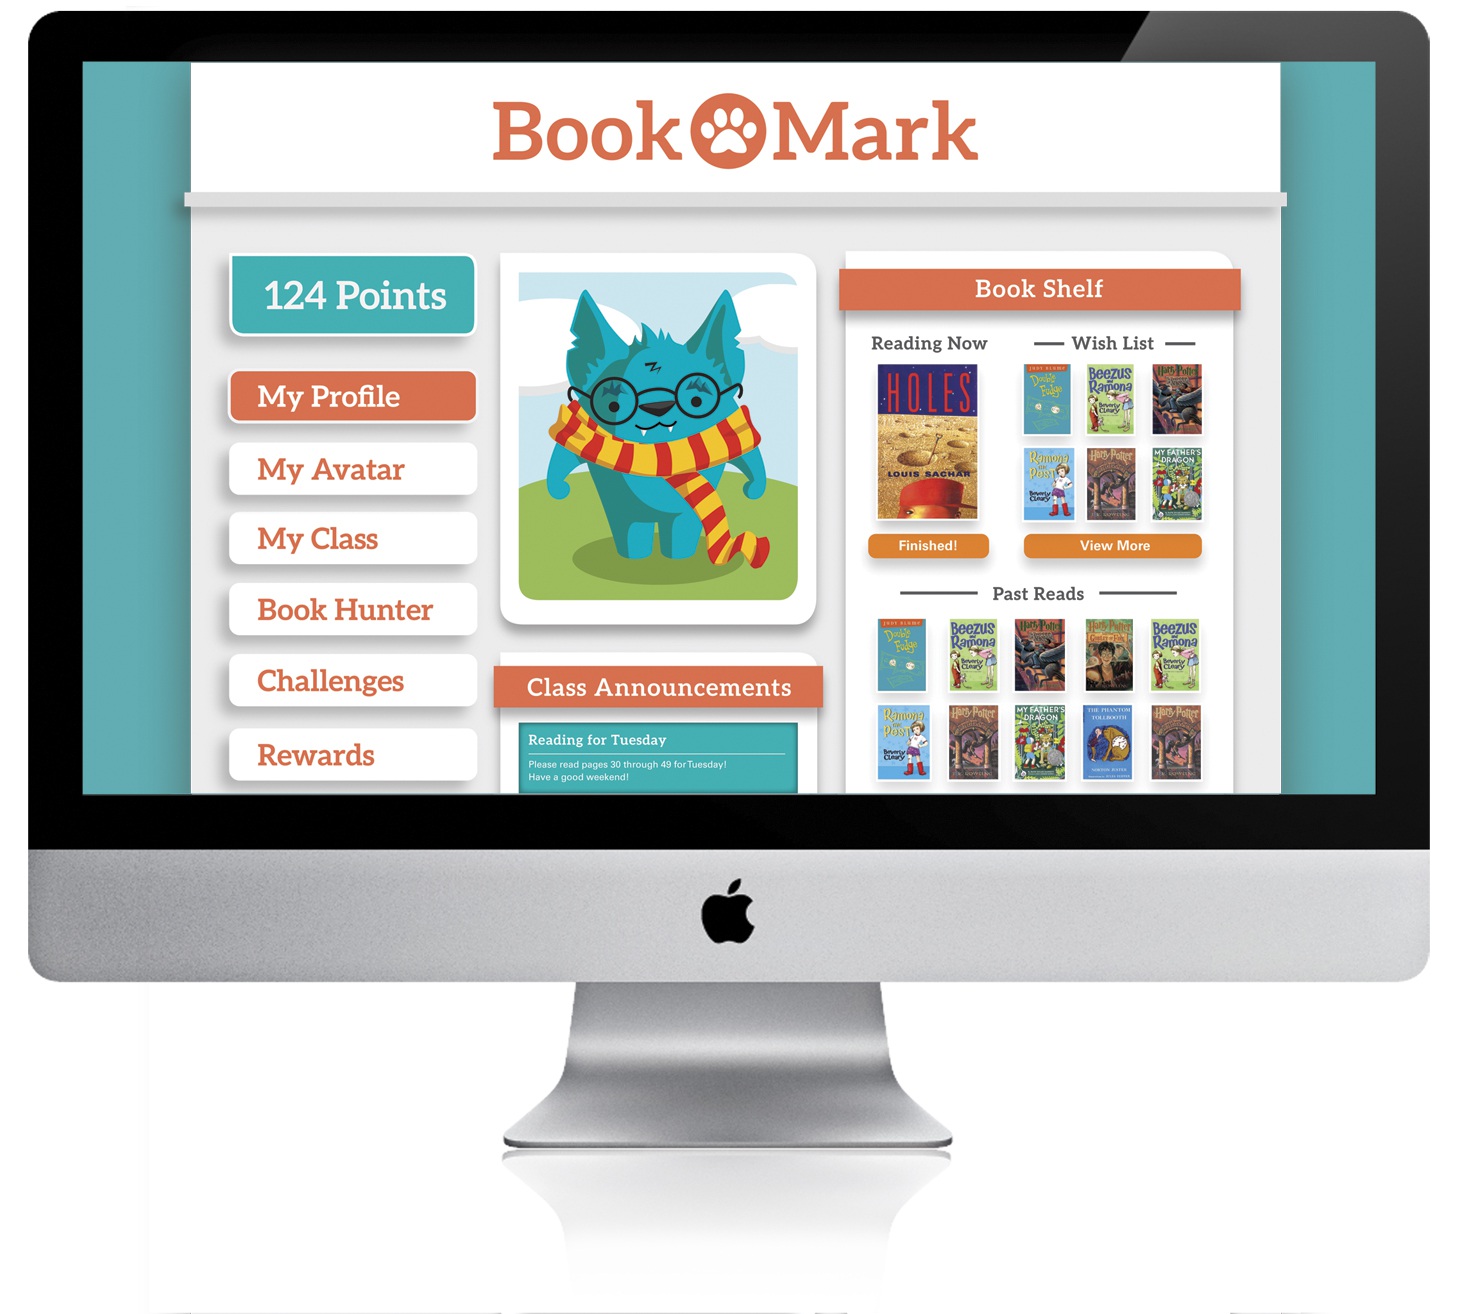 Book Mark
124 Points
My Profile
My Avatar
My Class
Book Hunter
Challenges
Rewards
Class Announcements
Reading for Tuesday
Please read pages 30 through 49 for Tuesday!
Have a good weekend!
Book Shelf
Reading Now
HOLES
LOUIS SACHAR
Finished!
Wish List
JUDY BLUME
Double
Fudge
BEEZUS
and
Ramona
Beverly
Cleary
Harry Potter
Ramona
the
Pest
Beverly
Cleary
Harry Potter
J.K. ROWLING
MY FATHER'S
DRAGON
View More
Past Reads
JUDY BLUME
Double
Fudge
BEEZUS
and
Ramona
Beverly
Cleary
Harry Potter
Harry Potter
Goblet of Fire
BEEZUS
and
Ramona
Beverly
Cleary
Ramona
the
Pest
Beverly
Cleary
Harry Potter
J.K. ROWLING
MY FATHER'S
DRAGON
THE PHANTOM
TOLLBOOTH
Harry Potter
J.K. ROWLING